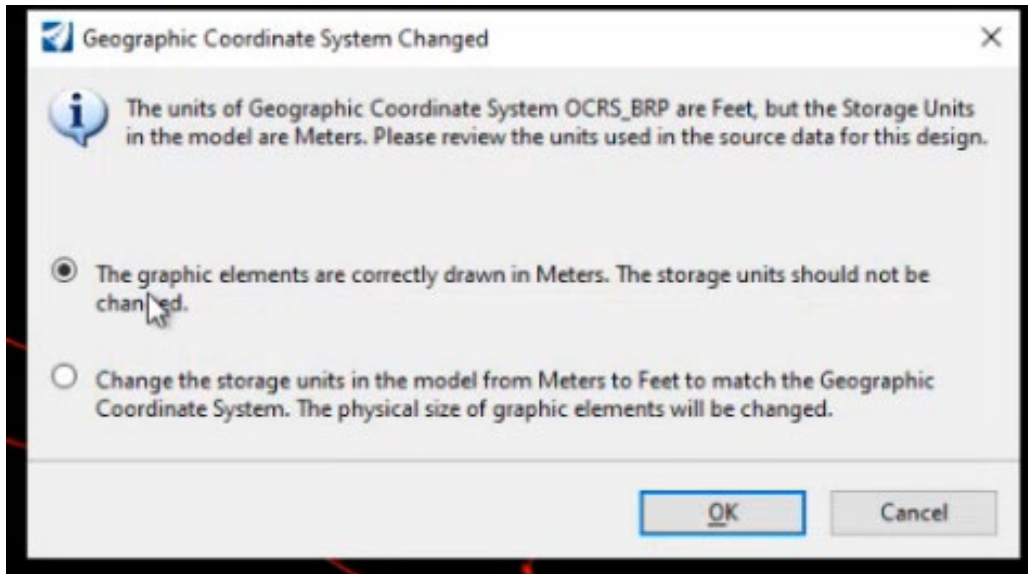 Geographic Coordinate System Changed
The units of Geographic Coordinate System OCRS_BRP are Feet, but the Storage Units
in the model are Meters. Please review the units used in the source data for this design.
The graphic elements are correctly drawn in Meters. The storage units should not be
changed.
Change the storage units in the model from Meters to Feet to match the Geographic
Coordinate System. The physical size of graphic elements will be changed.
OK
Cancel